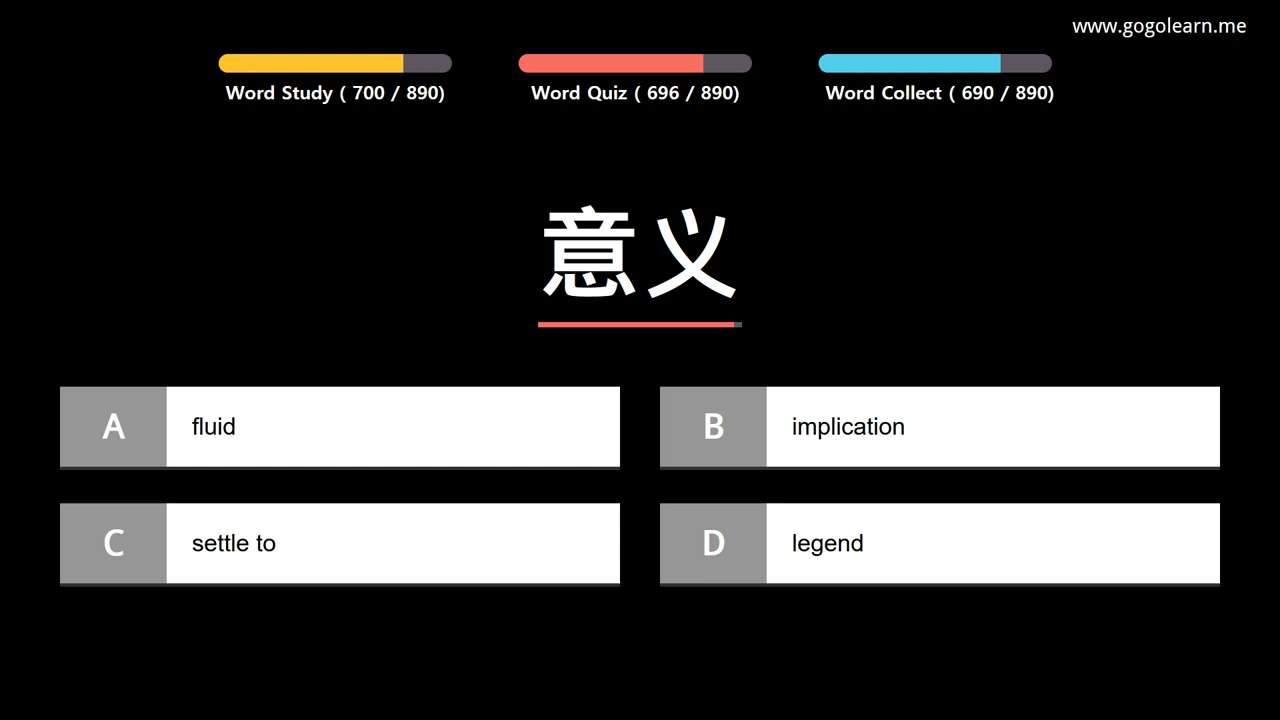 www.gogolearn.me
Word Study ( 700 / 890)
Word Quiz ( 696 / 890)
Word Collect ( 690 / 890)
意义
A fluid
B implication
C settle to
D legend